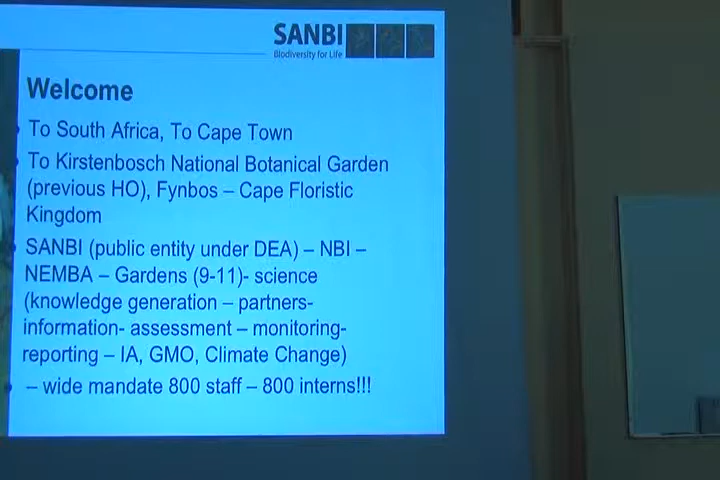 SANBI
Biodiversity for Life
Welcome
To South Africa, To Cape Town
To Kirstenbosch National Botanical Garden
(previous HO), Fynbos – Cape Floristic
Kingdom
SANBI (public entity under DEA) – NBI –
NEMBA – Gardens (9-11)- science
(knowledge generation – partners-
information- assessment – monitoring-
reporting – IA, GMO, Climate Change)
– wide mandate 800 staff – 800 interns!!!